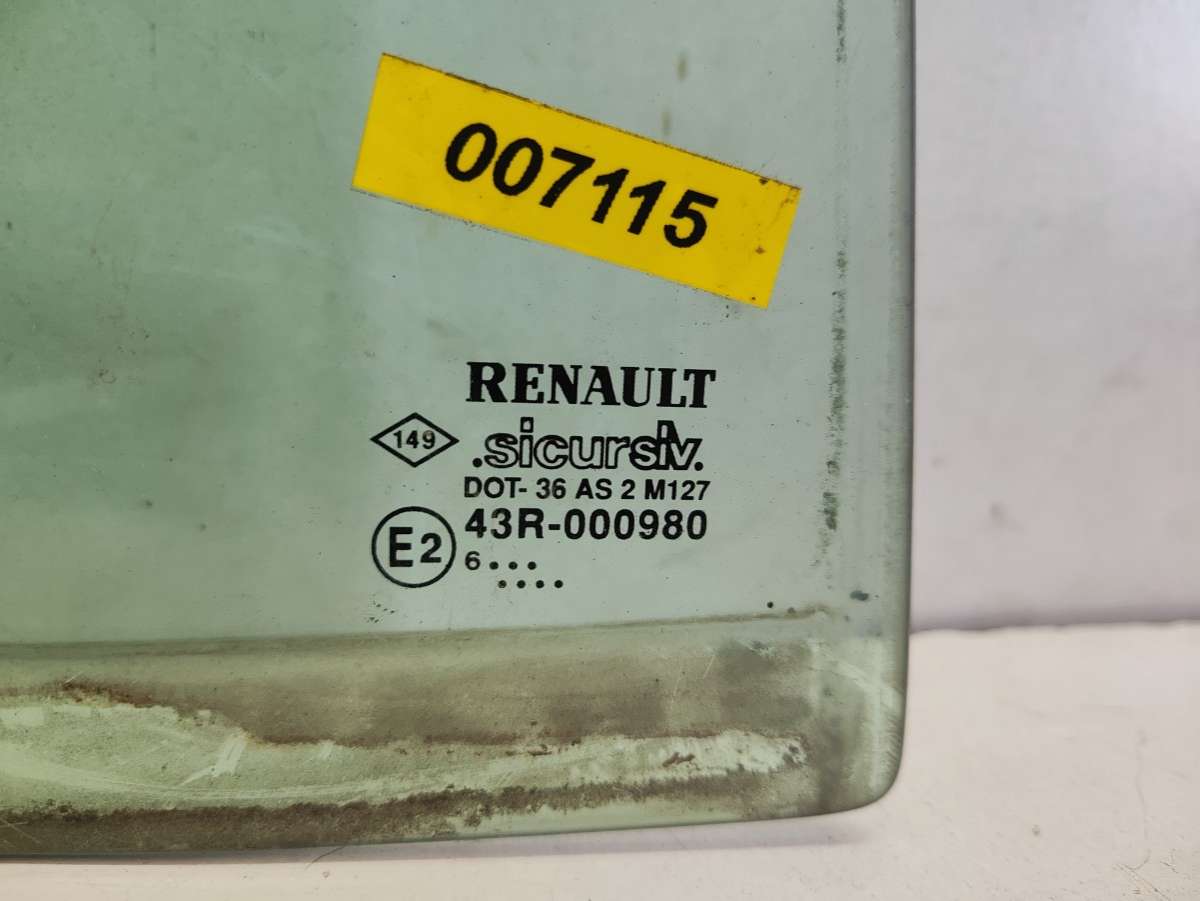 007115
RENAULT
149
.sicursiv.
DOT- 36 AS 2 M127
E2
43R-000980
6...
....